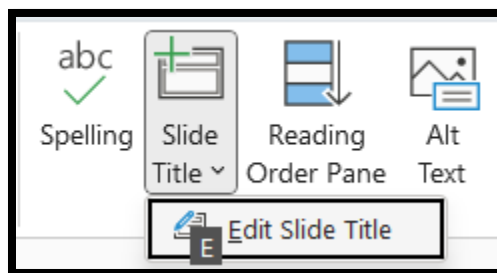 abc
Spelling
Slide
Title
Reading
Order Pane
Alt
Text
E
Edit Slide Title